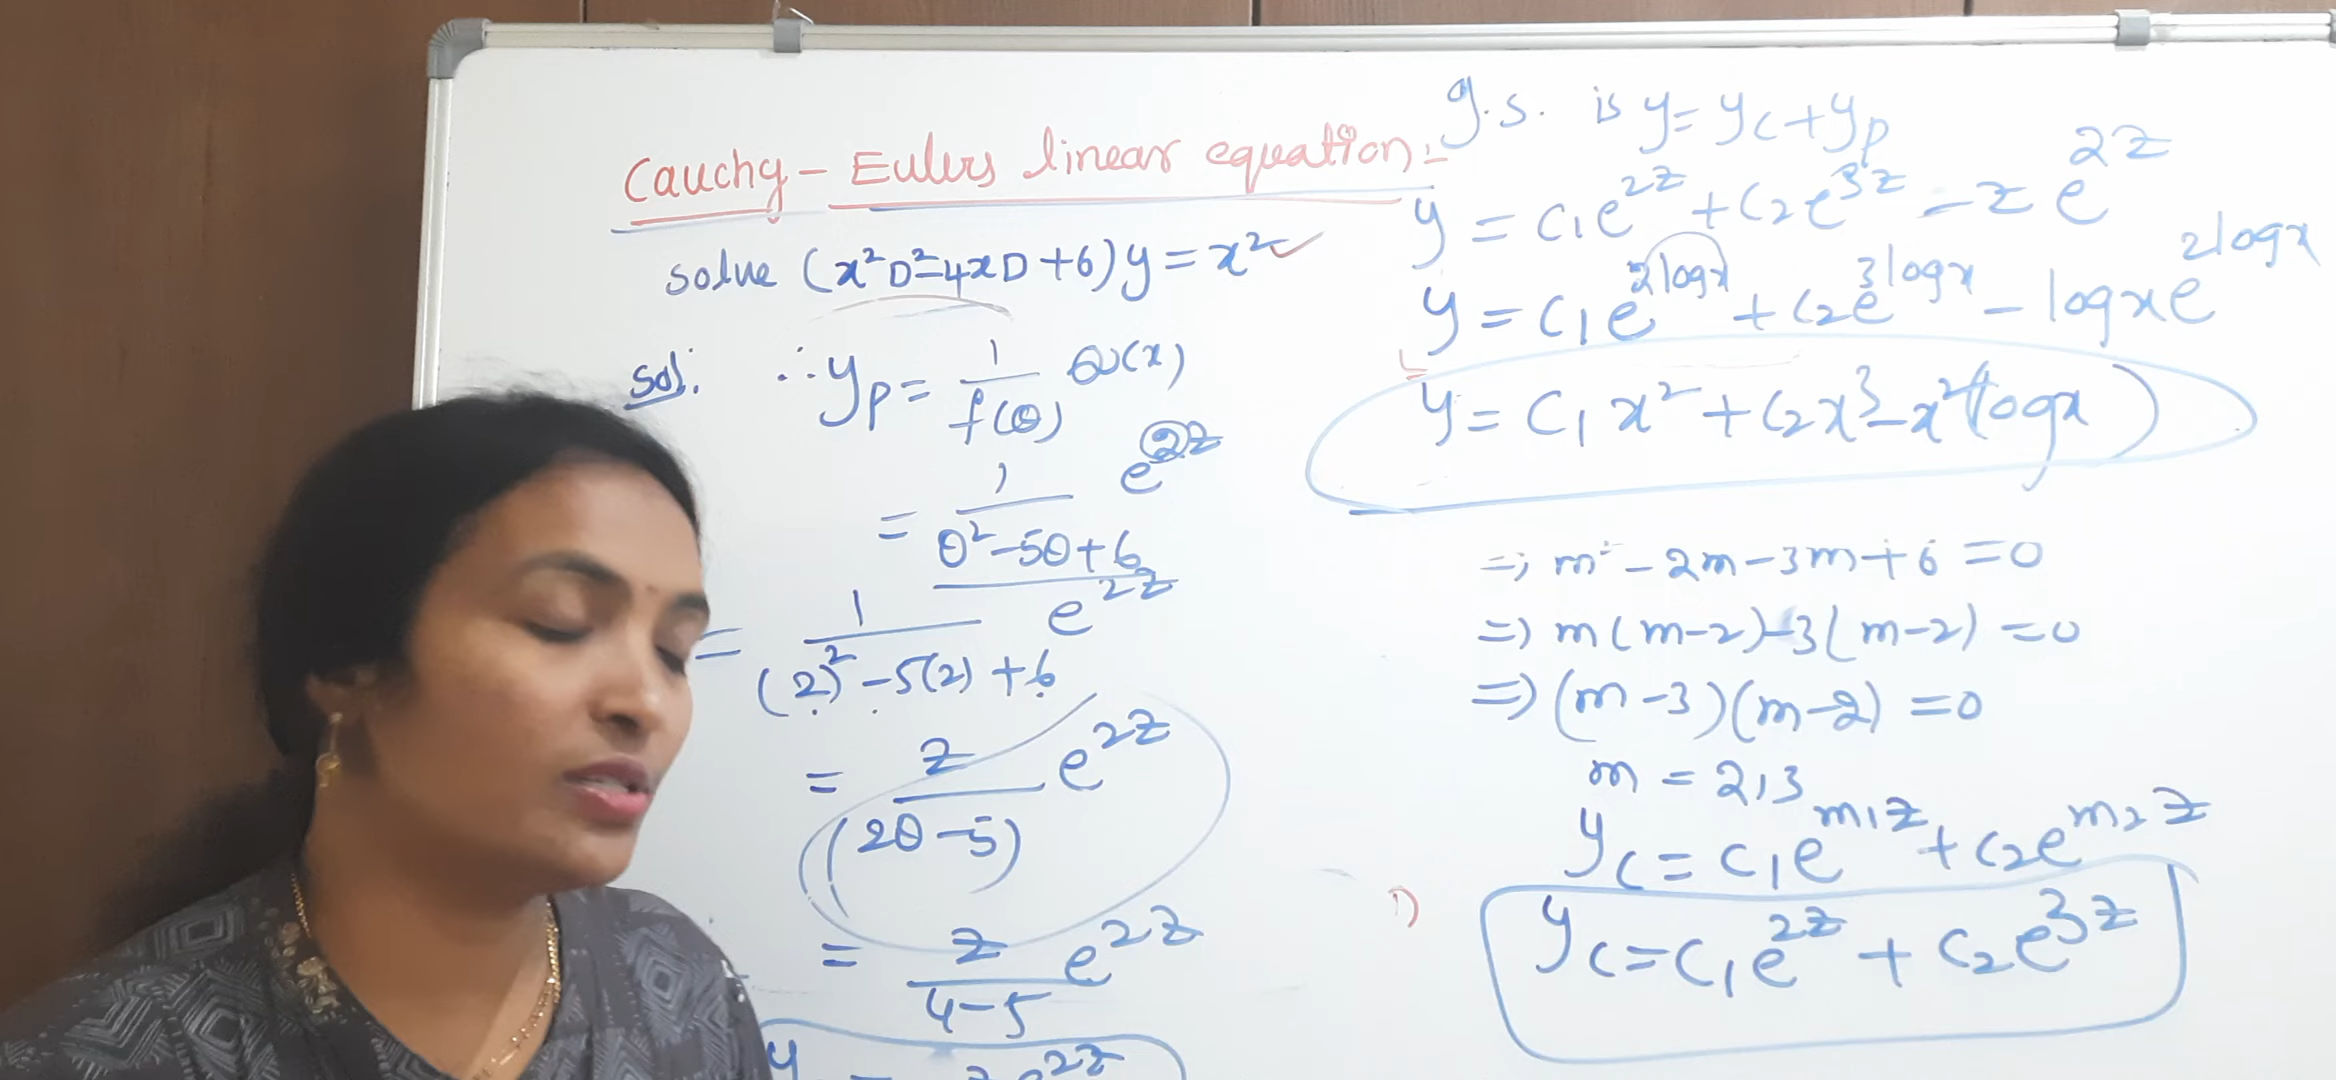 Cauchy - Eulers linear equation:-
solve (x²D²-4xD+6)y = x²
Sol. ∴ yp = 1/f(θ) Q(x)
= 1/(θ²-5θ+6) e^2z
= 1/((2)²-5(2)+6) e^2z
= z/(2θ-5) e^2z
= z/(4-5) e^2z
g.s. is y = yc+yp
y = c1e^2z + c2e^3z - z e^2z
y = c1e^2logx + c2e^3logx - logx e^2logx
y = c1x² + c2x³ - x² logx
=> m² - 2m - 3m + 6 = 0
=> m(m-2)-3(m-2) = 0
=> (m-3)(m-2) = 0
m = 2,3
yc = c1e^m1z + c2e^m2z
yc = c1e^2z + c2e^3z